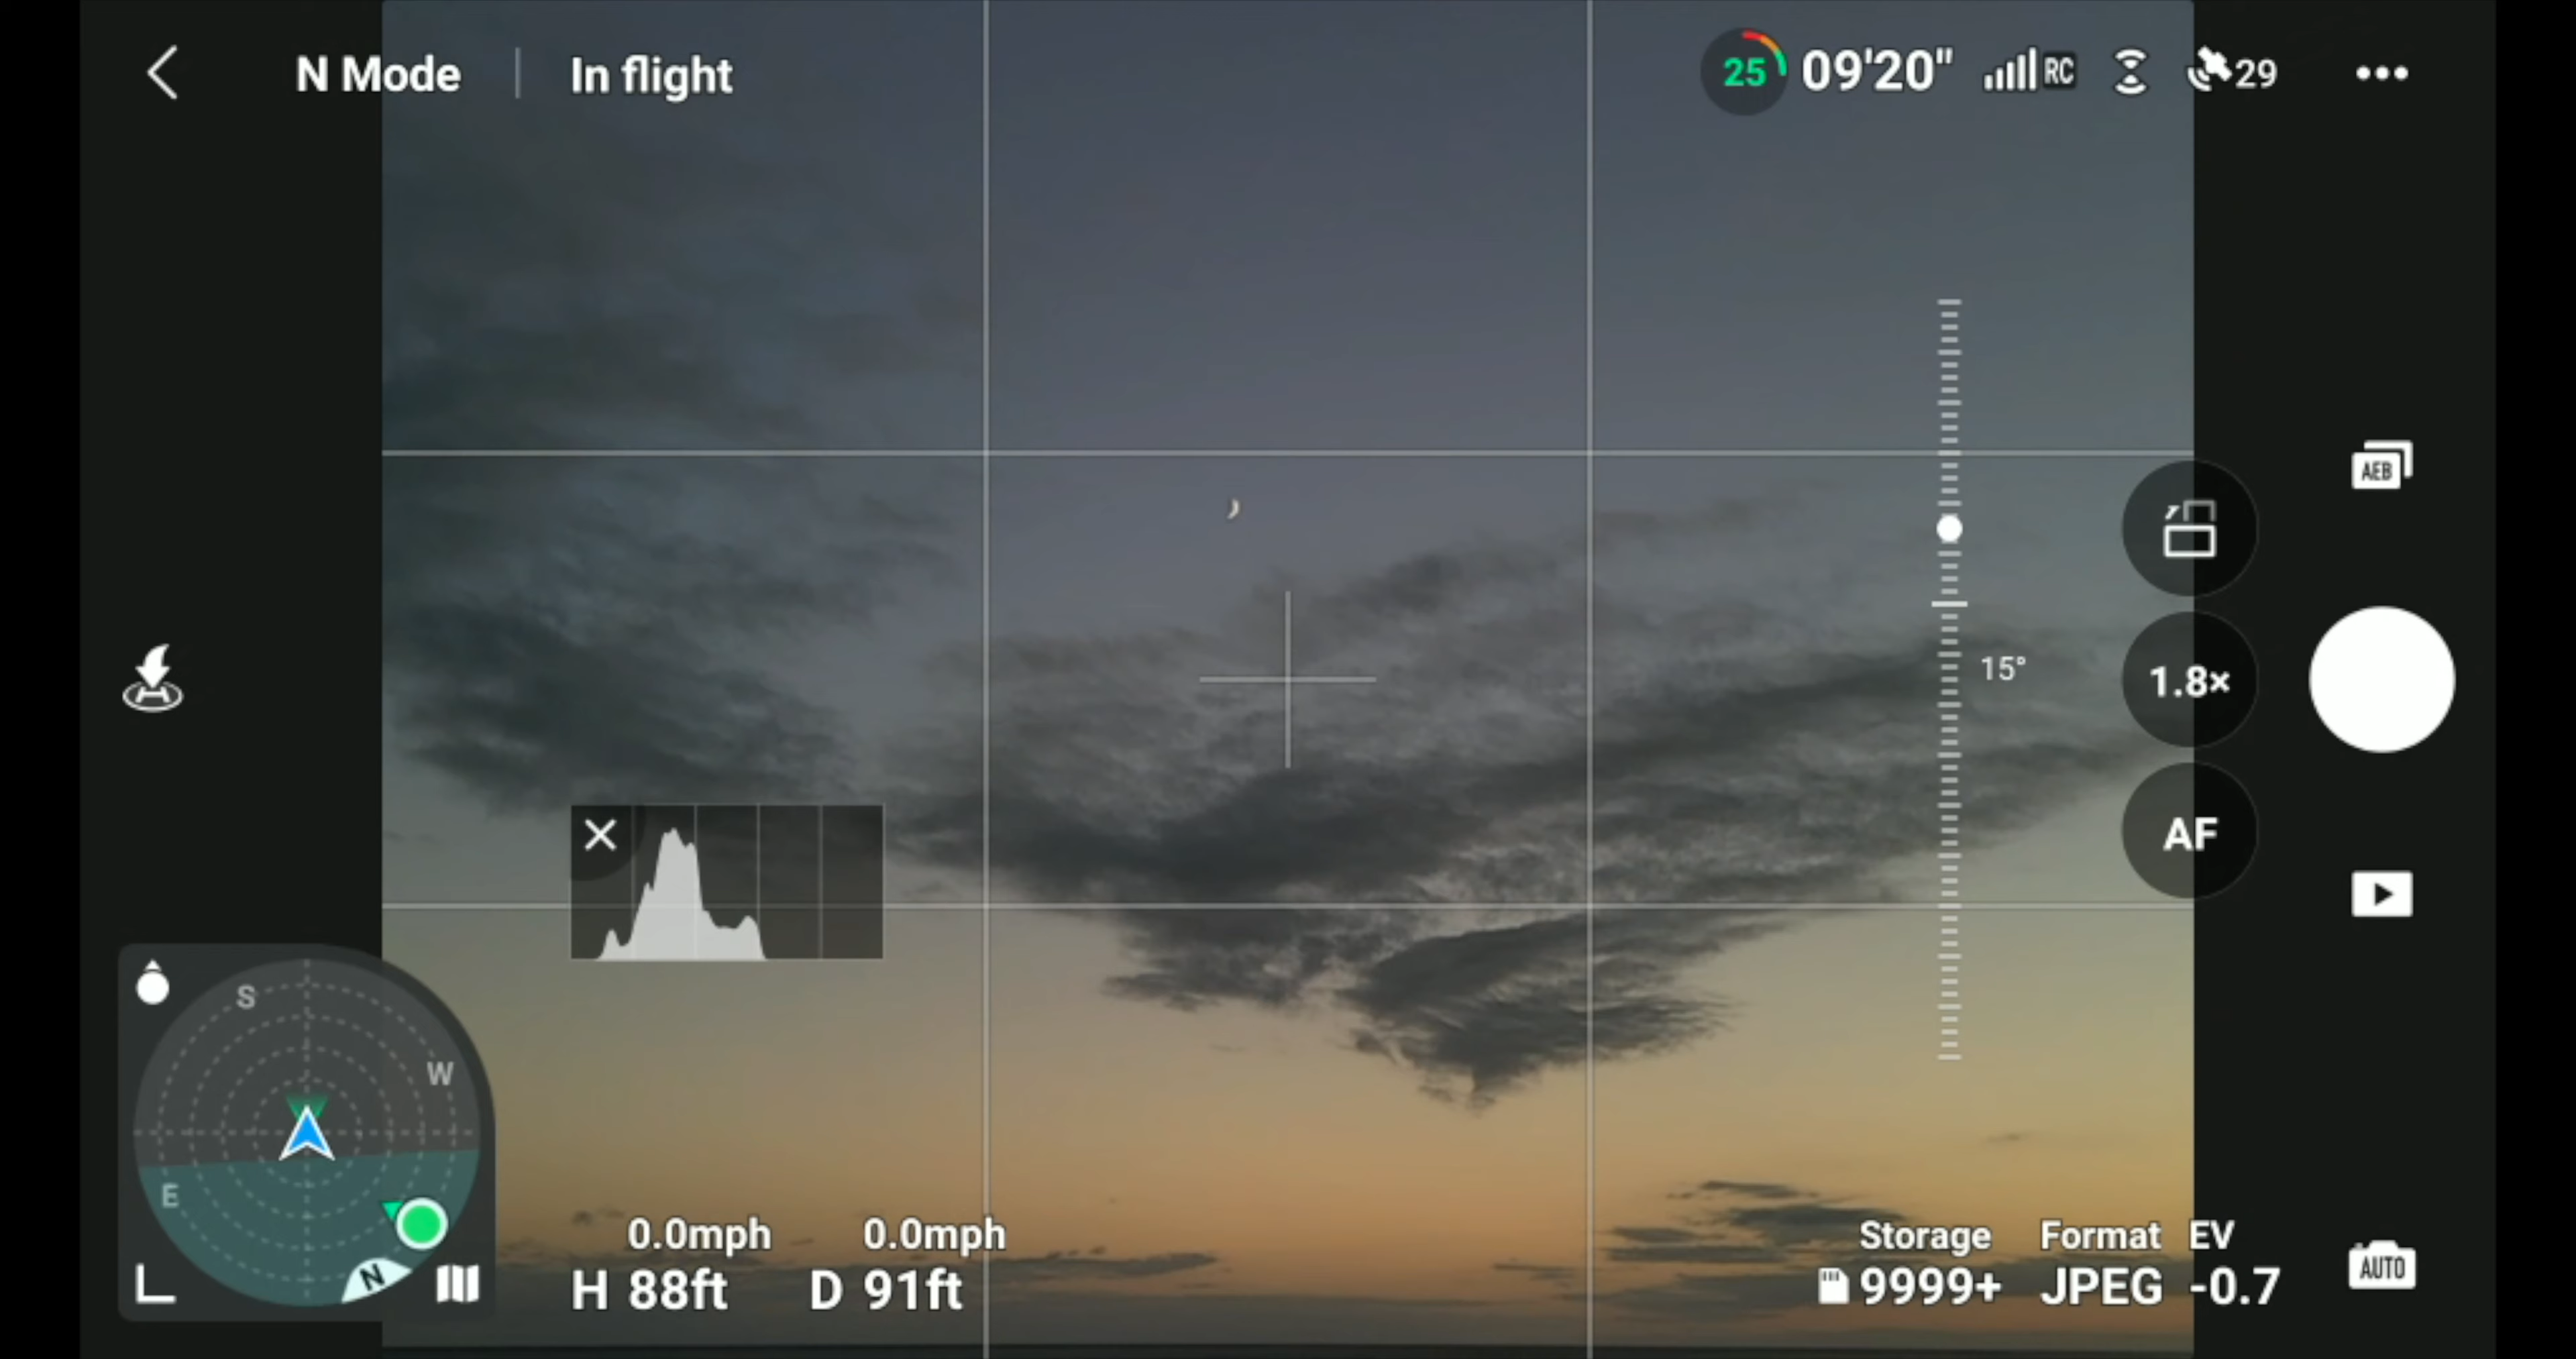 N Mode | In flight
25 09'20" RC 29
AEB
15°
1.8×
AF
S
W
E
N
0.0mph 0.0mph
H 88ft D 91ft
Storage Format EV
9999+ JPEG -0.7
AUTO